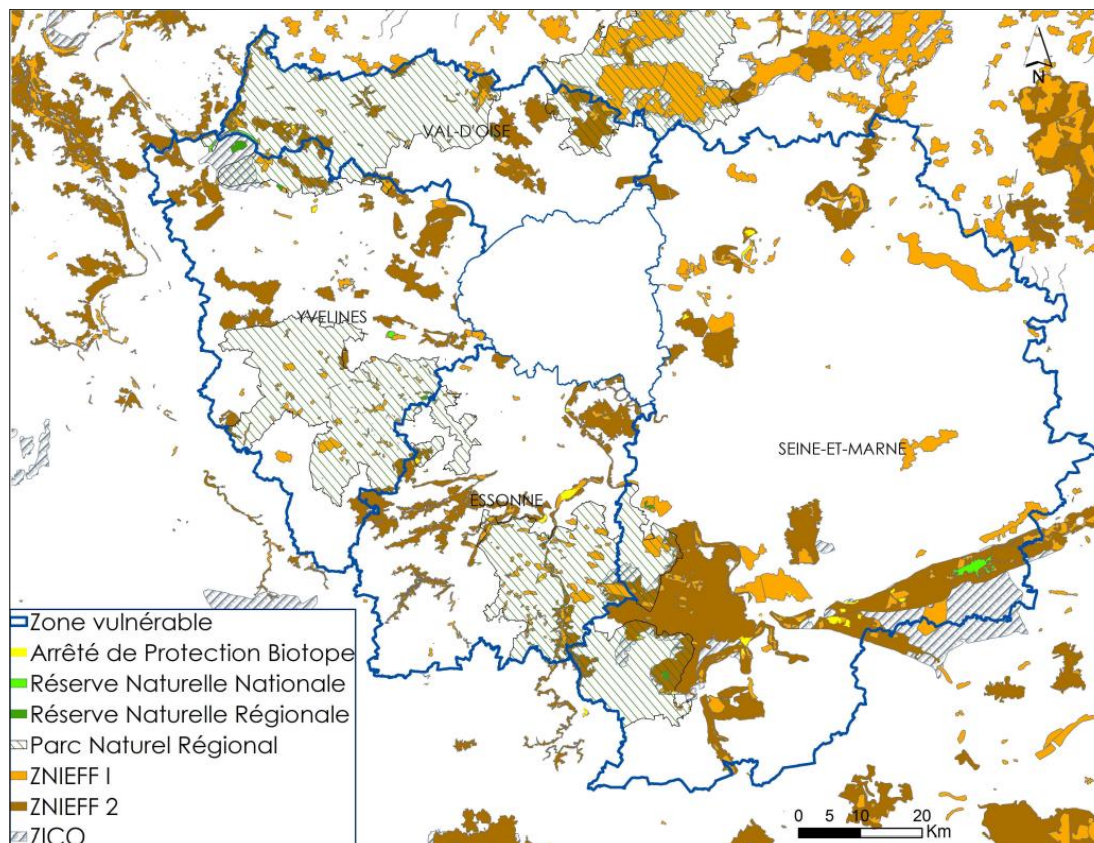 N
VAL-D'OISE
YVELINES
SEINE-ET-MARNE
ESSONNE
Zone vulnérable
Arrêté de Protection Biotope
Réserve Naturelle Nationale
Réserve Naturelle Régionale
Parc Naturel Régional
ZNIEFF I
ZNIEFF 2
ZICO
0 5 10 20
Km